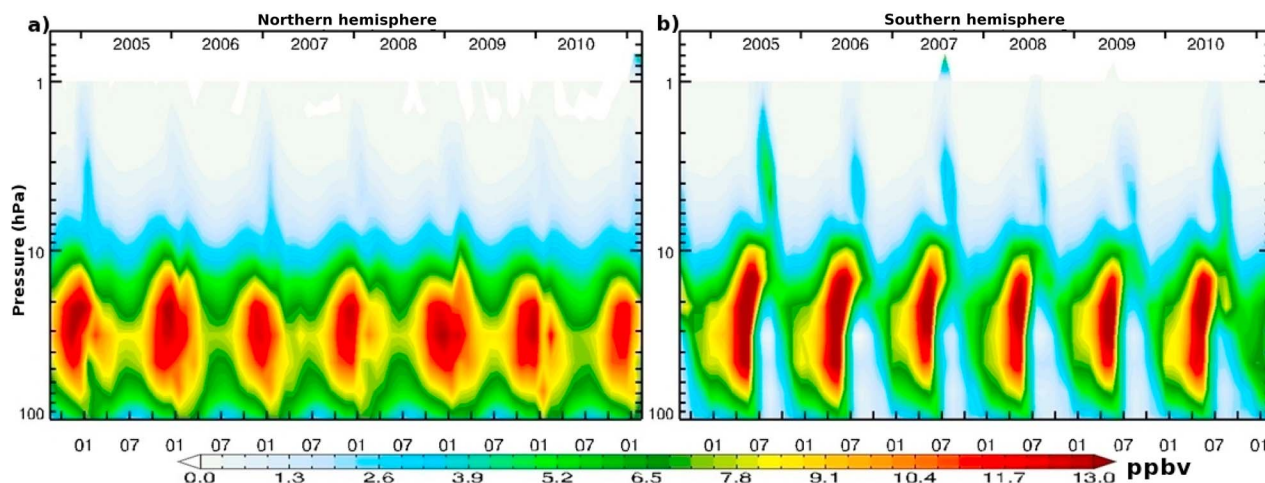 a) Northern hemisphere
2005 2006 2007 2008 2009 2010
1
10
100
Pressure (hPa)
01 07 01 07 01 07 01 07 01 07 01 07 01
b) Southern hemisphere
2005 2006 2007 2008 2009 2010
1
10
100
01 07 01 07 01 07 01 07 01 07 01 07 01
0.0 1.3 2.6 3.9 5.2 6.5 7.8 9.1 10.4 11.7 13.0 ppbv